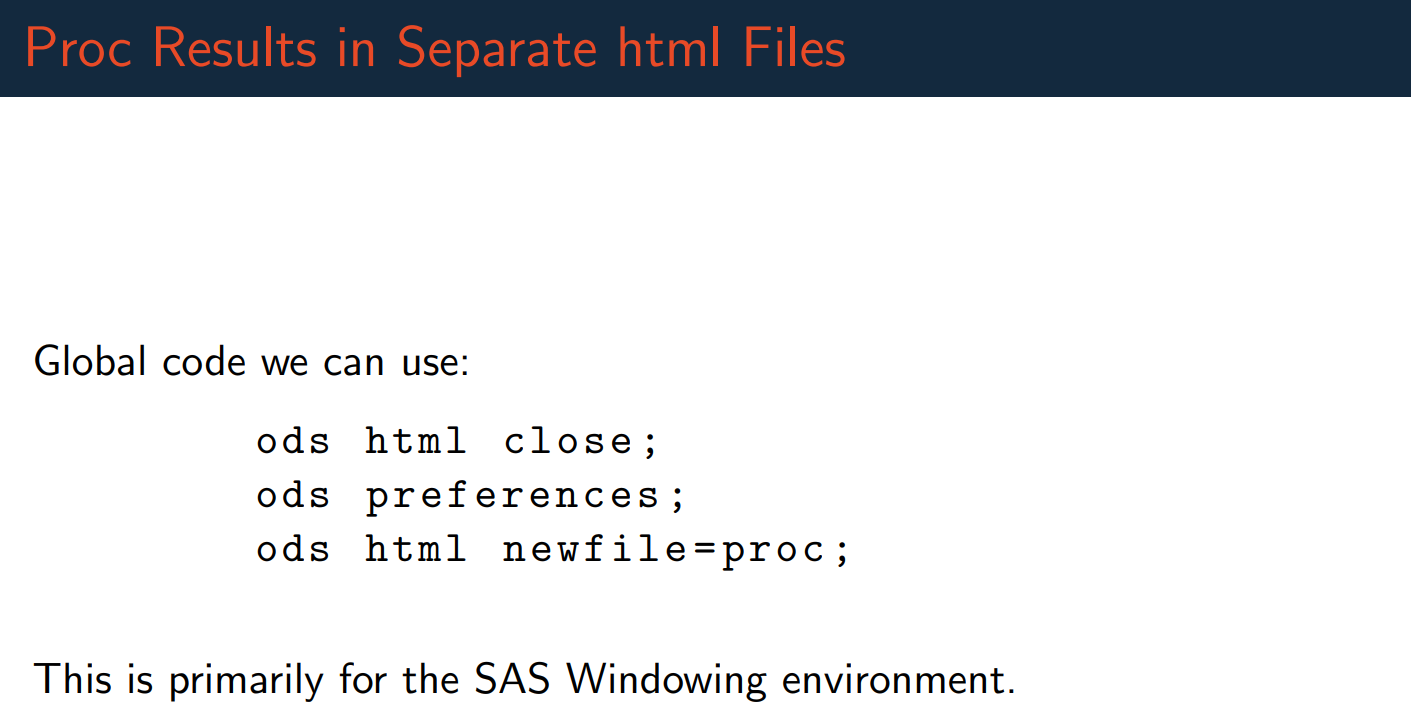 Proc Results in Separate html Files
Global code we can use:
ods html close;
ods preferences;
ods html newfile=proc;
This is primarily for the SAS Windowing environment.